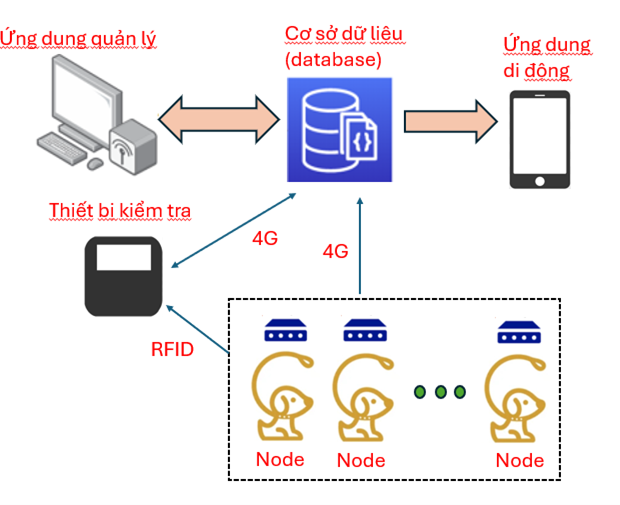 Ứng dụng quản lý
Cơ sở dữ liêu
(database)
Ứng dụng
di động
Thiết bi kiểm tra
4G
4G
RFID
Node
Node
Node